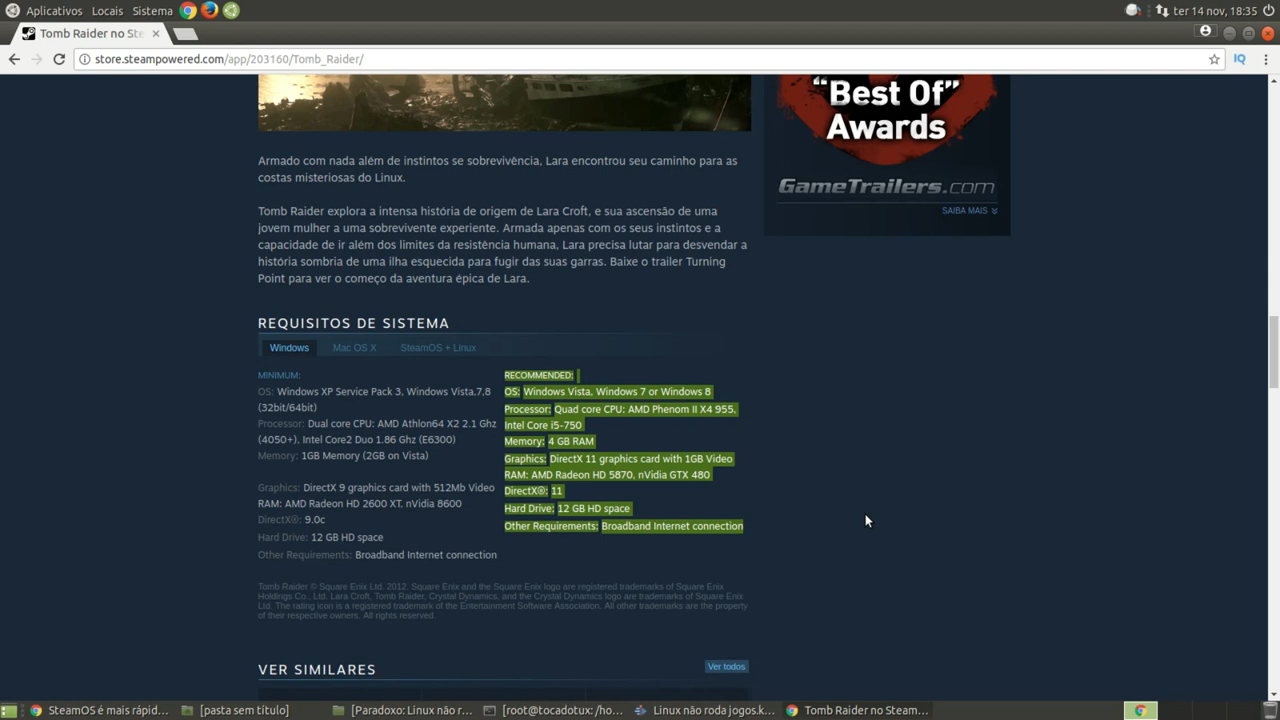 Aplicativos Locais Sistema ter 14 nov, 18:35
Tomb Raider no Ste
store.steampowered.com/app/203160/Tomb_Raider/
“Best Of”
Awards
GameTrailers.com
SAIBA MAIS
Armado com nada além de instintos se sobrevivência, Lara encontrou seu caminho para as
costas misteriosas do Linux.
Tomb Raider explora a intensa história de origem de Lara Croft, e sua ascensão de uma
jovem mulher a uma sobrevivente experiente. Armada apenas com os seus instintos e a
capacidade de ir além dos limites da resistência humana, Lara precisa lutar para desvendar a
história sombria de uma ilha esquecida para fugir das suas garras. Baixe o trailer Turning
Point para ver o começo da aventura épica de Lara.
REQUISITOS DE SISTEMA
Windows Mac OS X SteamOS + Linux
MINIMUM:
OS: Windows XP Service Pack 3, Windows Vista,7,8
(32bit/64bit)
Processor: Dual core CPU: AMD Athlon64 X2 2.1 Ghz
(4050+), Intel Core2 Duo 1.86 Ghz (E6300)
Memory: 1GB Memory (2GB on Vista)
Graphics: DirectX 9 graphics card with 512Mb Video
RAM: AMD Radeon HD 2600 XT, nVidia 8600
DirectX®: 9.0c
Hard Drive: 12 GB HD space
Other Requirements: Broadband Internet connection
RECOMMENDED:
OS: Windows Vista, Windows 7 or Windows 8
Processor: Quad core CPU: AMD Phenom II X4 955,
Intel Core i5-750
Memory: 4 GB RAM
Graphics: DirectX 11 graphics card with 1GB Video
RAM: AMD Radeon HD 5870, nVidia GTX 480
DirectX®: 11
Hard Drive: 12 GB HD space
Other Requirements: Broadband Internet connection
Tomb Raider © Square Enix Ltd. 2012. Square Enix and the Square Enix logo are registered trademarks of Square Enix
Holdings Co., Ltd. Lara Croft, Tomb Raider, Crystal Dynamics, and the Crystal Dynamics logo are trademarks of Square Enix
Ltd. The rating icon is a registered trademark of the Entertainment Software Association. All other trademarks are the property
of their respective owners. All rights reserved.
VER SIMILARES Ver todos
SteamOS é mais rápid... [pasta sem título] [Paradoxo: Linux não r... [root@tocadotux: /ho... Linux não roda jogos.k... Tomb Raider no Steam...